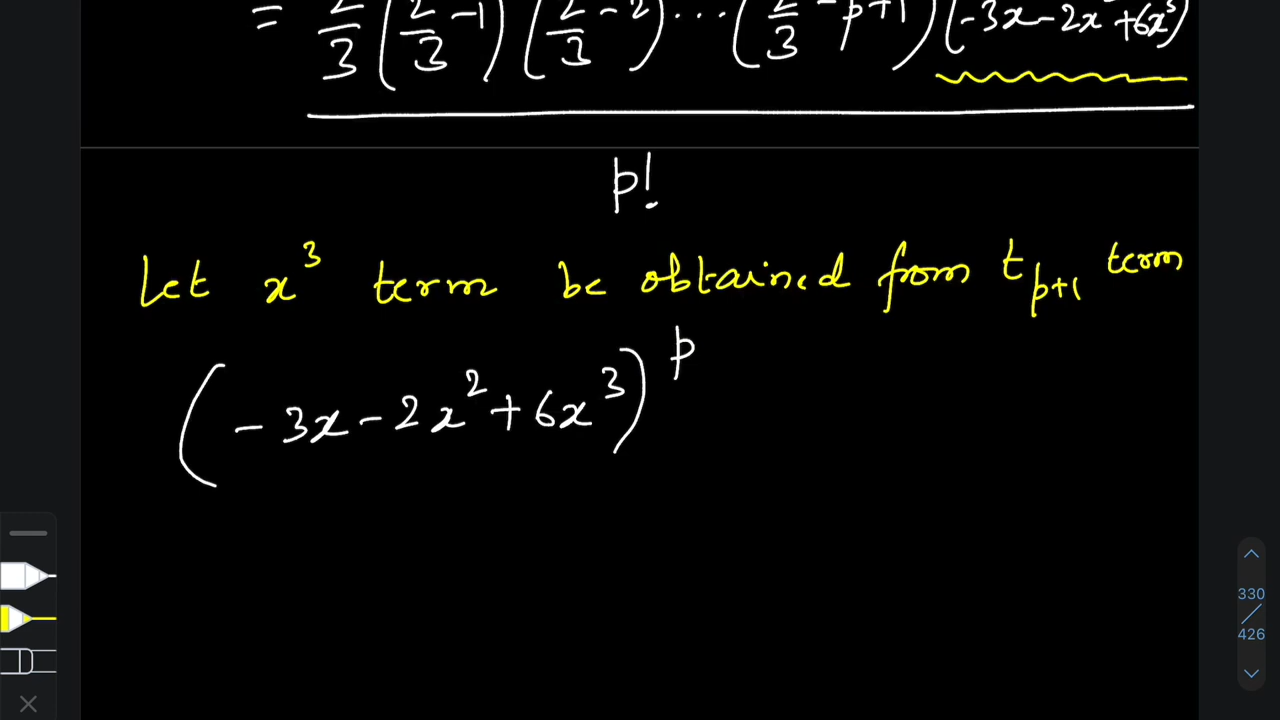 = 2/3 (2/3 -1) (2/3 -2) ... (2/3 -p+1) (-3x-2x²+6x³)
p!
Let x³ term be obtained from t_{p+1} term
(-3x-2x²+6x³)^p
330
/
426